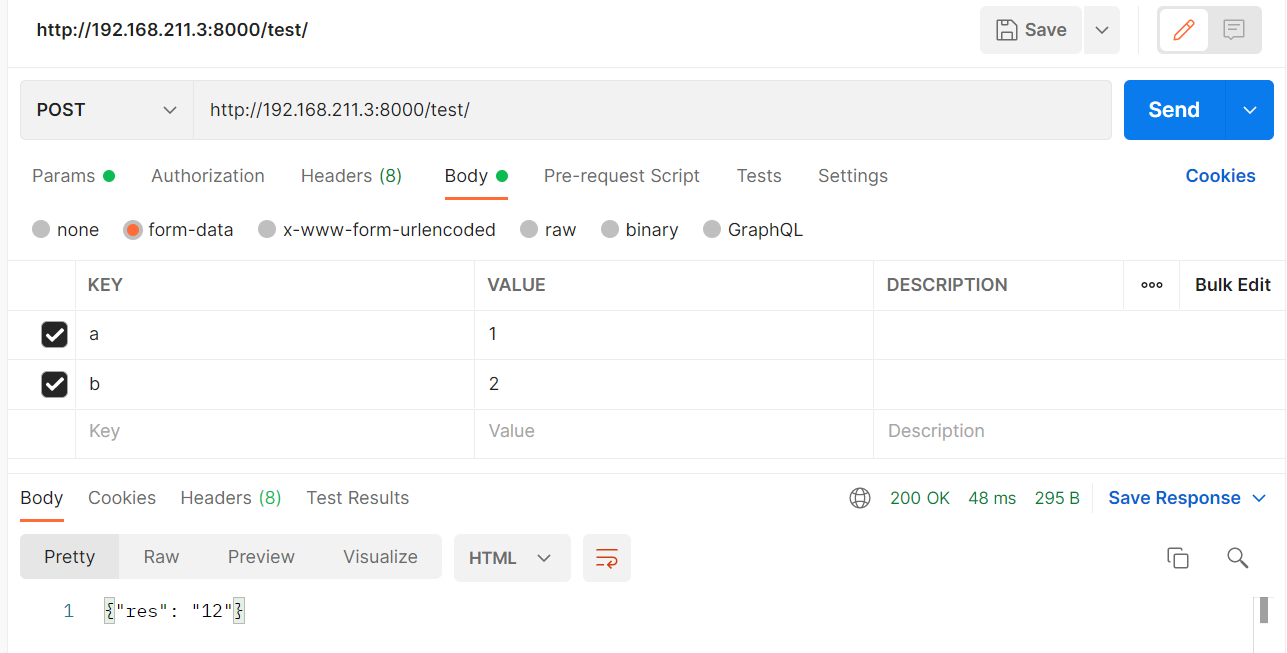 http://192.168.211.3:8000/test/ Save
POST http://192.168.211.3:8000/test/ Send
Params Authorization Headers (8) Body Pre-request Script Tests Settings Cookies
none form-data x-www-form-urlencoded raw binary GraphQL
KEY VALUE DESCRIPTION ooo Bulk Edit
a 1
b 2
Key Value Description
Body Cookies Headers (8) Test Results 200 OK 48 ms 295 B Save Response
Pretty Raw Preview Visualize HTML
1 {"res": "12"}